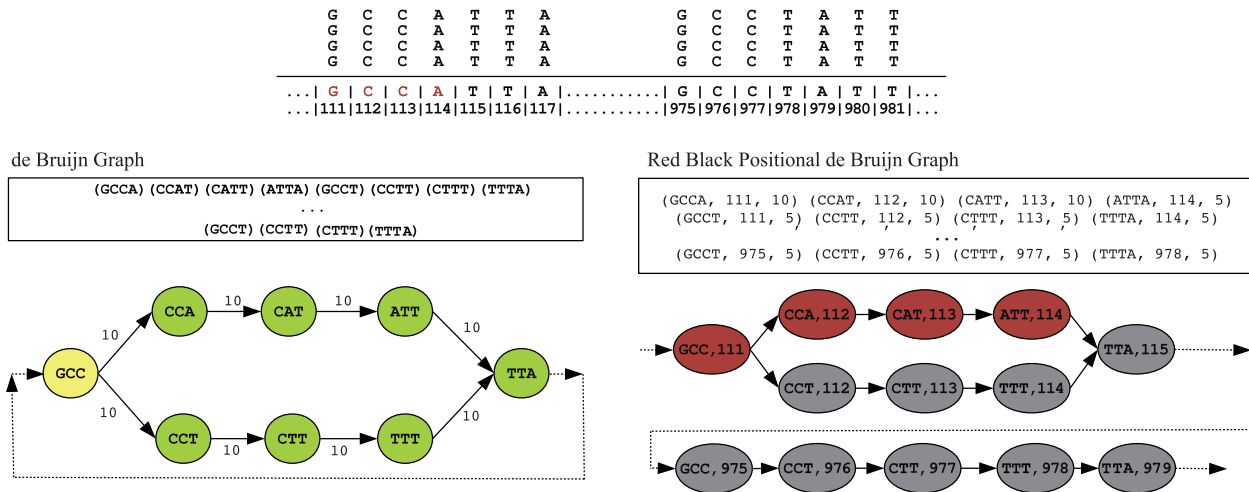 G C C A T T A G C C T A T T
G C C A T T A G C C T A T T
G C C A T T A G C C T A T T
G C C A T T A G C C T A T T
...| G | C | C | A | T | T | A |...........| G | C | C | T | A | T | T |...
...|111|112|113|114|115|116|117|...........|975|976|977|978|979|980|981|...
de Bruijn Graph
(GCCA)(CCAT)(CATT)(ATTA)(GCCT)(CCTT)(CTTT)(TTTA)
...
(GCCT)(CCTT)(CTTT)(TTTA)
10 10
CCA CAT ATT
10 10
GCC TTA
10 10
CCT CTT TTT
10 10
Red Black Positional de Bruijn Graph
(GCCA, 111, 10) (CCAT, 112, 10) (CATT, 113, 10) (ATTA, 114, 5)
(GCCT, 111, 5) (CCTT, 112, 5) (CTTT, 113, 5) (TTTA, 114, 5)
, , , ,
...
(GCCT, 975, 5) (CCTT, 976, 5) (CTTT, 977, 5) (TTTA, 978, 5)
CCA,112 CAT,113 ATT,114
GCC,111 TTA,115
CCT,112 CTT,113 TTT,114
GCC,975 CCT,976 CTT,977 TTT,978 TTA,979